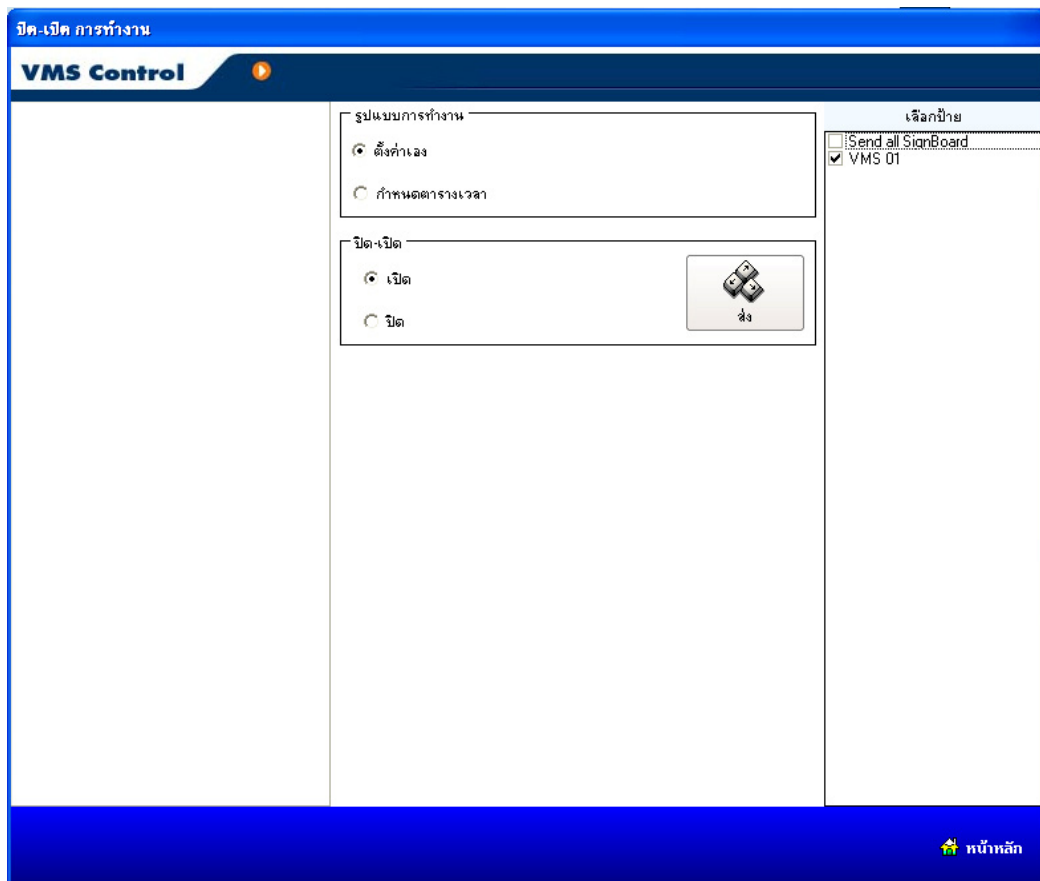 ปิด-เปิด การทำงาน
VMS Control
รูปแบบการทำงาน
ตั้งค่าเอง
กำหนดตารางเวลา
ปิด-เปิด
เปิด
ปิด
ส่ง
เลือกป้าย
Send all SignBoard
VMS 01
หน้าหลัก